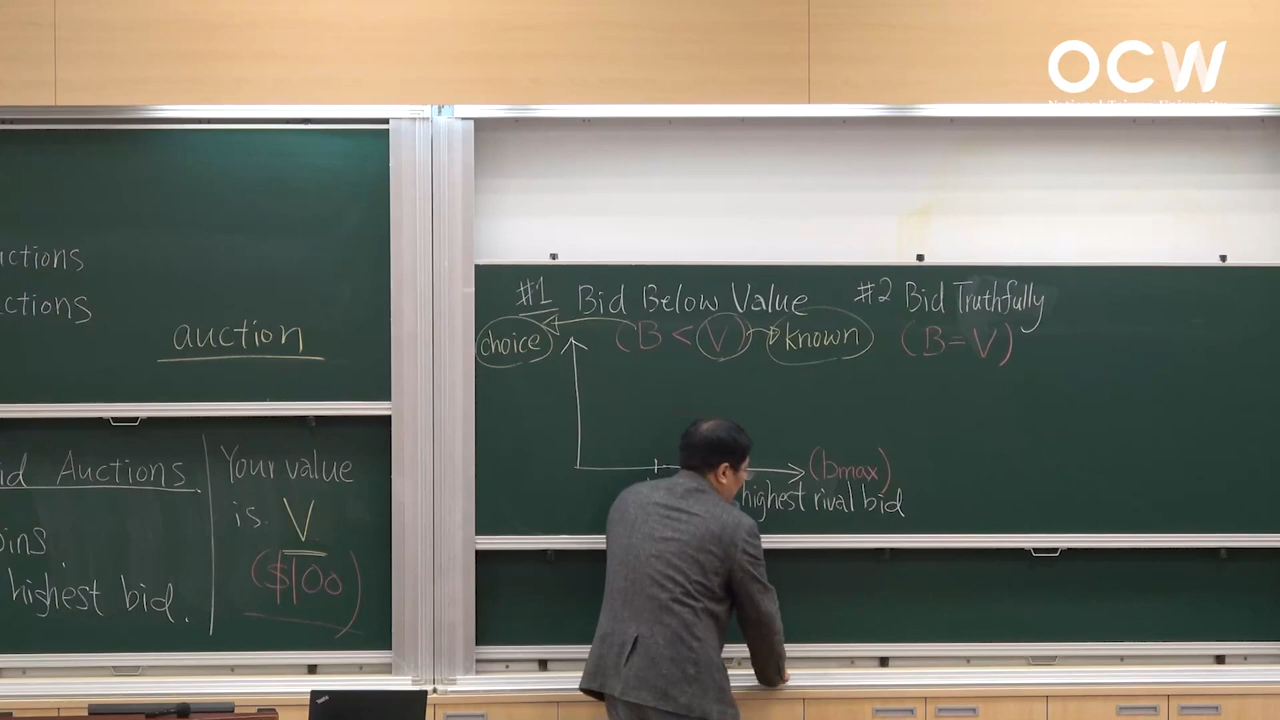 OCW
ctions
ctions
auction
id Auctions
ins
highest bid.
Your value
is V
($100)
#1 Bid Below Value
choice (B < V) known
#2 Bid Truthfully
(B=V)
(bmax)
highest rival bid